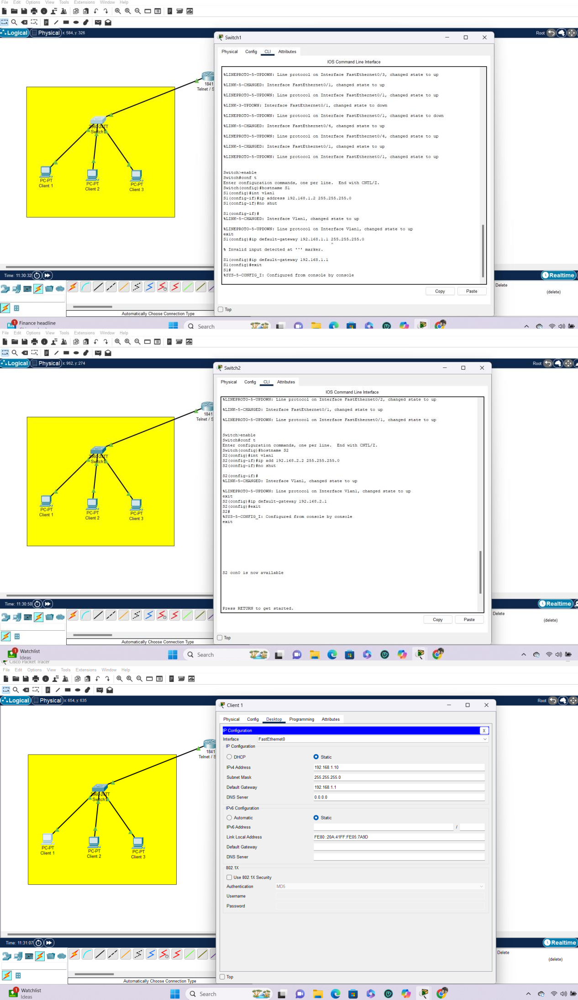 File Edit Options View Tools Extensions Window Help
Logical Physical x: 584, y: 326
Root
Switch1
Physical Config CLI Attributes
IOS Command Line Interface
%LINEPROTO-5-UPDOWN: Line protocol on Interface FastEthernet0/3, changed state to up
%LINK-5-CHANGED: Interface FastEthernet0/1, changed state to up
%LINEPROTO-5-UPDOWN: Line protocol on Interface FastEthernet0/1, changed state to up
%LINK-3-UPDOWN: Interface FastEthernet0/1, changed state to down
%LINEPROTO-5-UPDOWN: Line protocol on Interface FastEthernet0/1, changed state to down
%LINK-5-CHANGED: Interface FastEthernet0/4, changed state to up
%LINEPROTO-5-UPDOWN: Line protocol on Interface FastEthernet0/4, changed state to up
%LINK-5-CHANGED: Interface FastEthernet0/1, changed state to up
%LINEPROTO-5-UPDOWN: Line protocol on Interface FastEthernet0/1, changed state to up
Switch>enable
Switch#conf t
Enter configuration commands, one per line. End with CNTL/Z.
Switch(config)#hostname S1
S1(config)#int vlan1
S1(config-if)#ip address 192.168.1.2 255.255.255.0
S1(config-if)#no shut
S1(config-if)#
%LINK-5-CHANGED: Interface Vlan1, changed state to up
%LINEPROTO-5-UPDOWN: Line protocol on Interface Vlan1, changed state to up
exit
S1(config)#ip default-gateway 192.168.1.1 255.255.255.0
^
% Invalid input detected at '^' marker.
S1(config)#ip default-gateway 192.168.1.1
S1(config)#exit
S1#
%SYS-5-CONFIG_I: Configured from console by console
Copy Paste
Top
1841
Telnet / S
2960-24TT
Switch1
PC-PT
Client 1
PC-PT
Client 2
PC-PT
Client 3
Time: 11:30:32
Realtime
Delete
(delete)
Automatically Choose Connection Type
1
Finance headline
Search
File Edit Options View Tools Extensions Window Help
Logical Physical x: 962, y: 274
Root
Switch2
Physical Config CLI Attributes
IOS Command Line Interface
%LINEPROTO-5-UPDOWN: Line protocol on Interface FastEthernet0/2, changed state to up
%LINK-5-CHANGED: Interface FastEthernet0/1, changed state to up
%LINEPROTO-5-UPDOWN: Line protocol on Interface FastEthernet0/1, changed state to up
Switch>enable
Switch#conf t
Enter configuration commands, one per line. End with CNTL/Z.
Switch(config)#hostname S2
S2(config)#int vlan1
S2(config-if)#ip add 192.168.2.2 255.255.255.0
S2(config-if)#no shut
S2(config-if)#
%LINK-5-CHANGED: Interface Vlan1, changed state to up
%LINEPROTO-5-UPDOWN: Line protocol on Interface Vlan1, changed state to up
exit
S2(config)#ip default-gateway 192.168.2.1
S2(config)#exit
S2#
%SYS-5-CONFIG_I: Configured from console by console
exit
S2 con0 is now available
Press RETURN to get started.
Copy Paste
Top
1841
Telnet / S
2960-24TT
Switch1
PC-PT
Client 1
PC-PT
Client 2
PC-PT
Client 3
Time: 11:30:50
Realtime
Delete
(delete)
Automatically Choose Connection Type
1
Watchlist
Ideas
Search
Cisco Packet Tracer
File Edit Options View Tools Extensions Window Help
Logical Physical x: 654, y: 635
Root
Client 1
Physical Config Desktop Programming Attributes
IP Configuration X
Interface FastEthernet0
IP Configuration
DHCP Static
IPv4 Address 192.168.1.10
Subnet Mask 255.255.255.0
Default Gateway 192.168.1.1
DNS Server 0.0.0.0
IPv6 Configuration
Automatic Static
IPv6 Address /
Link Local Address FE80::20A:41FF:FE05:7A9D
Default Gateway
DNS Server
802.1X
Use 802.1X Security
Authentication MD5
Username
Password
Top
1841
Telnet / S
2960-24TT
Switch1
PC-PT
Client 1
PC-PT
Client 2
PC-PT
Client 3
Time: 11:31:07
Realtime
Delete
(delete)
Automatically Choose Connection Type
1
Watchlist
Ideas
Search